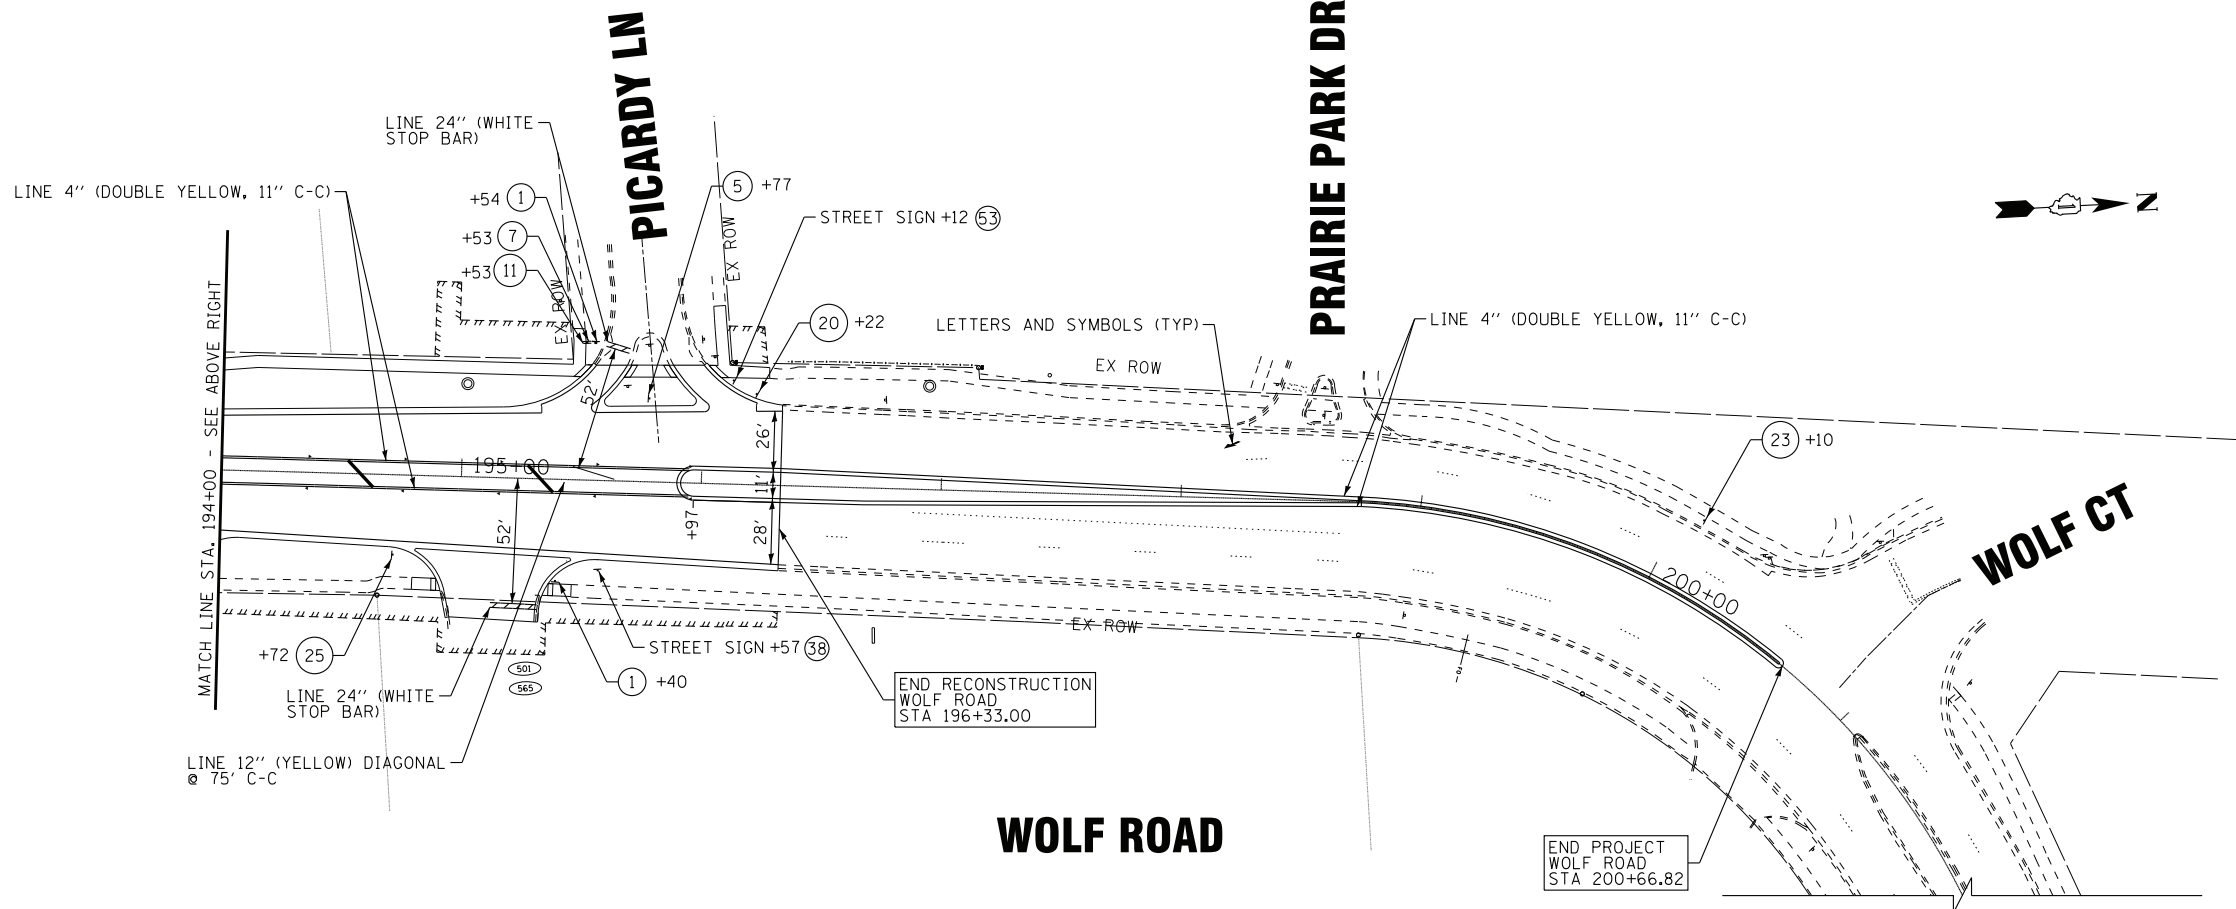 PICARDY LN
PRAIRIE PARK DR
LINE 24" (WHITE
STOP BAR)
LINE 4" (DOUBLE YELLOW, 11" C-C)
+54 1
+53 7
+53 11
5 +77
STREET SIGN +12 53
20 +22
EX ROW
EX ROW
LETTERS AND SYMBOLS (TYP)
LINE 4" (DOUBLE YELLOW, 11" C-C)
EX ROW
N
23 +10
WOLF CT
MATCH LINE STA. 194+00 - SEE ABOVE RIGHT
195+00
52'
52'
26'
11'
28'
+97
200+00
EX ROW
+72 25
STREET SIGN +57 38
1 +40
501
565
LINE 24" (WHITE
STOP BAR)
LINE 12" (YELLOW) DIAGONAL
@ 75' C-C
END RECONSTRUCTION
WOLF ROAD
STA 196+33.00
WOLF ROAD
END PROJECT
WOLF ROAD
STA 200+66.82